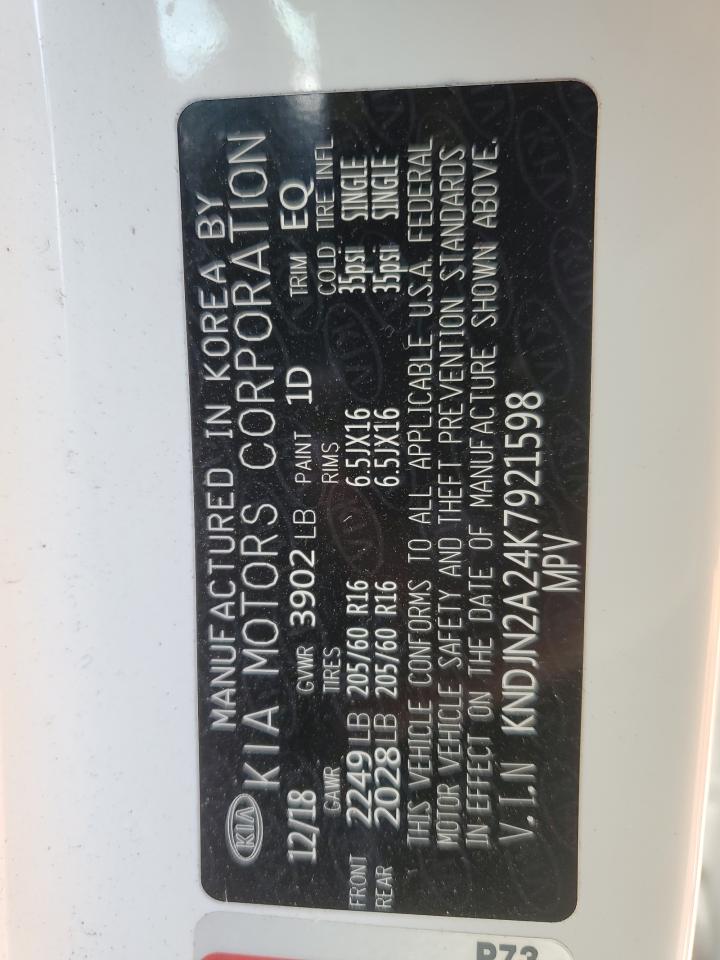 MANUFACTURED IN KOREA BY
KIA KIA MOTORS CORPORATION
12/18 GVWR 3902 LB PAINT 1D TRIM EQ
GAWR TIRES RIMS COLD TIRE INFL
FRONT 2249 LB 205/60 R16 6.5JX16 35psi SINGLE
REAR 2028 LB 205/60 R16 6.5JX16 35psi SINGLE
THIS VEHICLE CONFORMS TO ALL APPLICABLE U.S.A. FEDERAL
MOTOR VEHICLE SAFETY AND THEFT PREVENTION STANDARDS
IN EFFECT ON THE DATE OF MANUFACTURE SHOWN ABOVE.
V.I.N KNDJN2A24K7921598
MPV